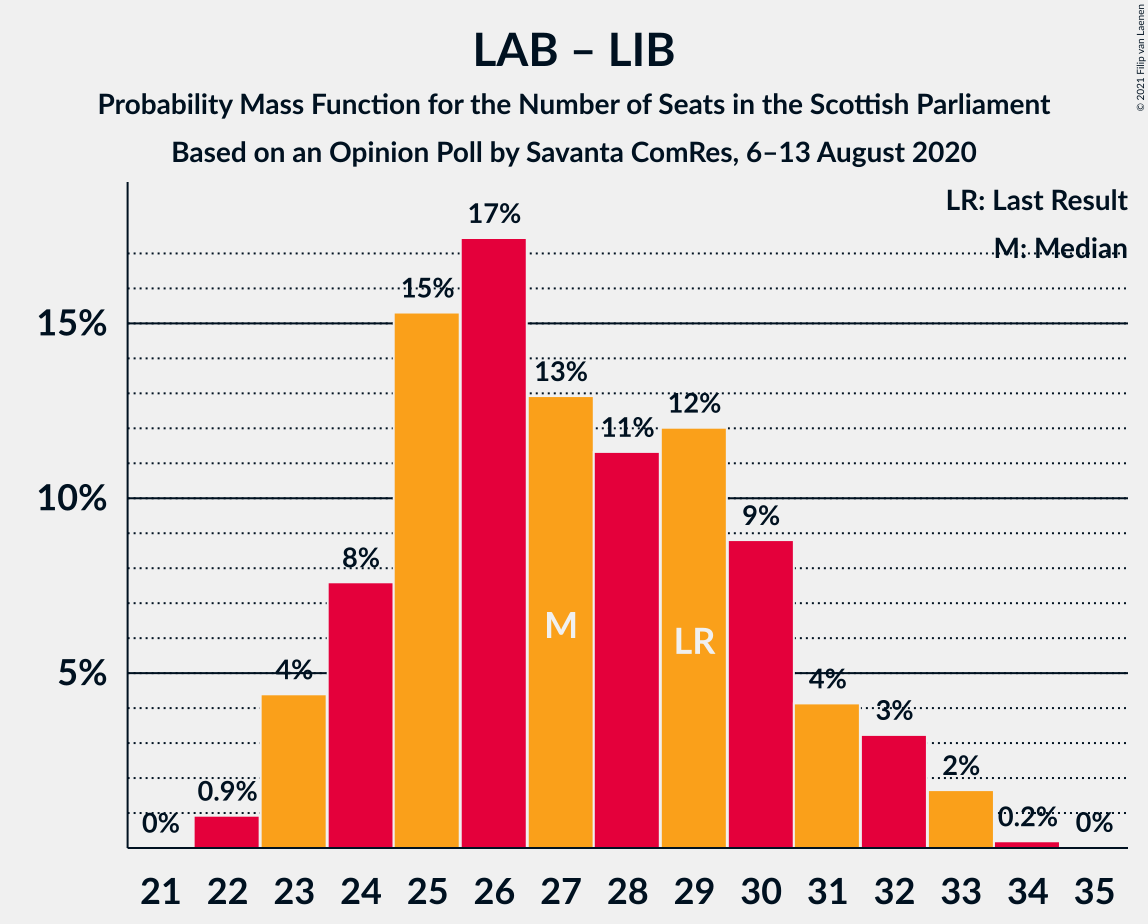 LAB – LIB
Probability Mass Function for the Number of Seats in the Scottish Parliament
Based on an Opinion Poll by Savanta ComRes, 6–13 August 2020
© 2021 Filip van Laenen
LR: Last Result
M: Median
15%
10%
5%
0%
0.9%
4%
8%
15%
17%
13%
11%
12%
9%
4%
3%
2%
0.2%
0%
M
LR
21 22 23 24 25 26 27 28 29 30 31 32 33 34 35